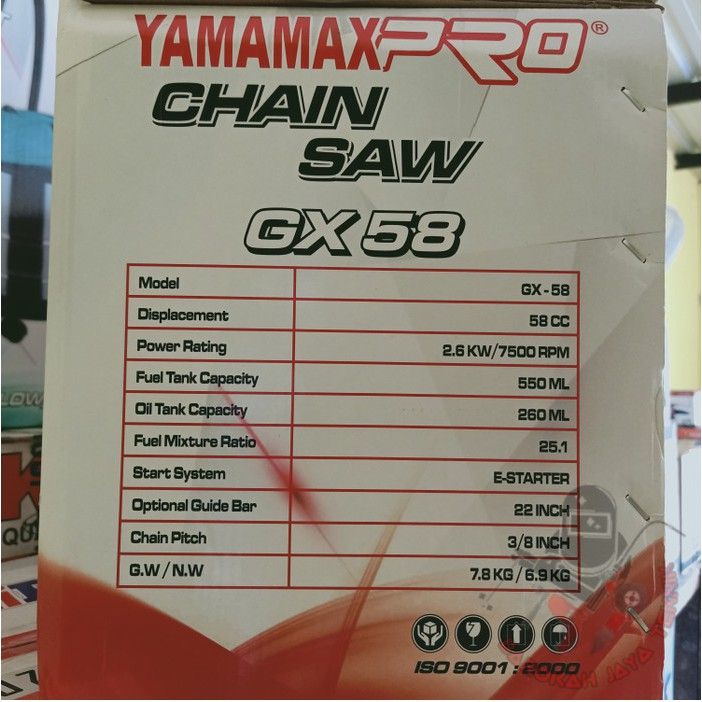 YAMAMAXPRO®
CHAIN
SAW
GX 58
Model GX - 58
Displacement 58 CC
Power Rating 2.6 KW/7500 RPM
Fuel Tank Capacity 550 ML
Oil Tank Capacity 260 ML
Fuel Mixture Ratio 25.1
Start System E-STARTER
Optional Guide Bar 22 INCH
Chain Pitch 3/8 INCH
G.W / N.W 7.8 KG / 6.9 KG
ISO 9001 : 2000
JAYA